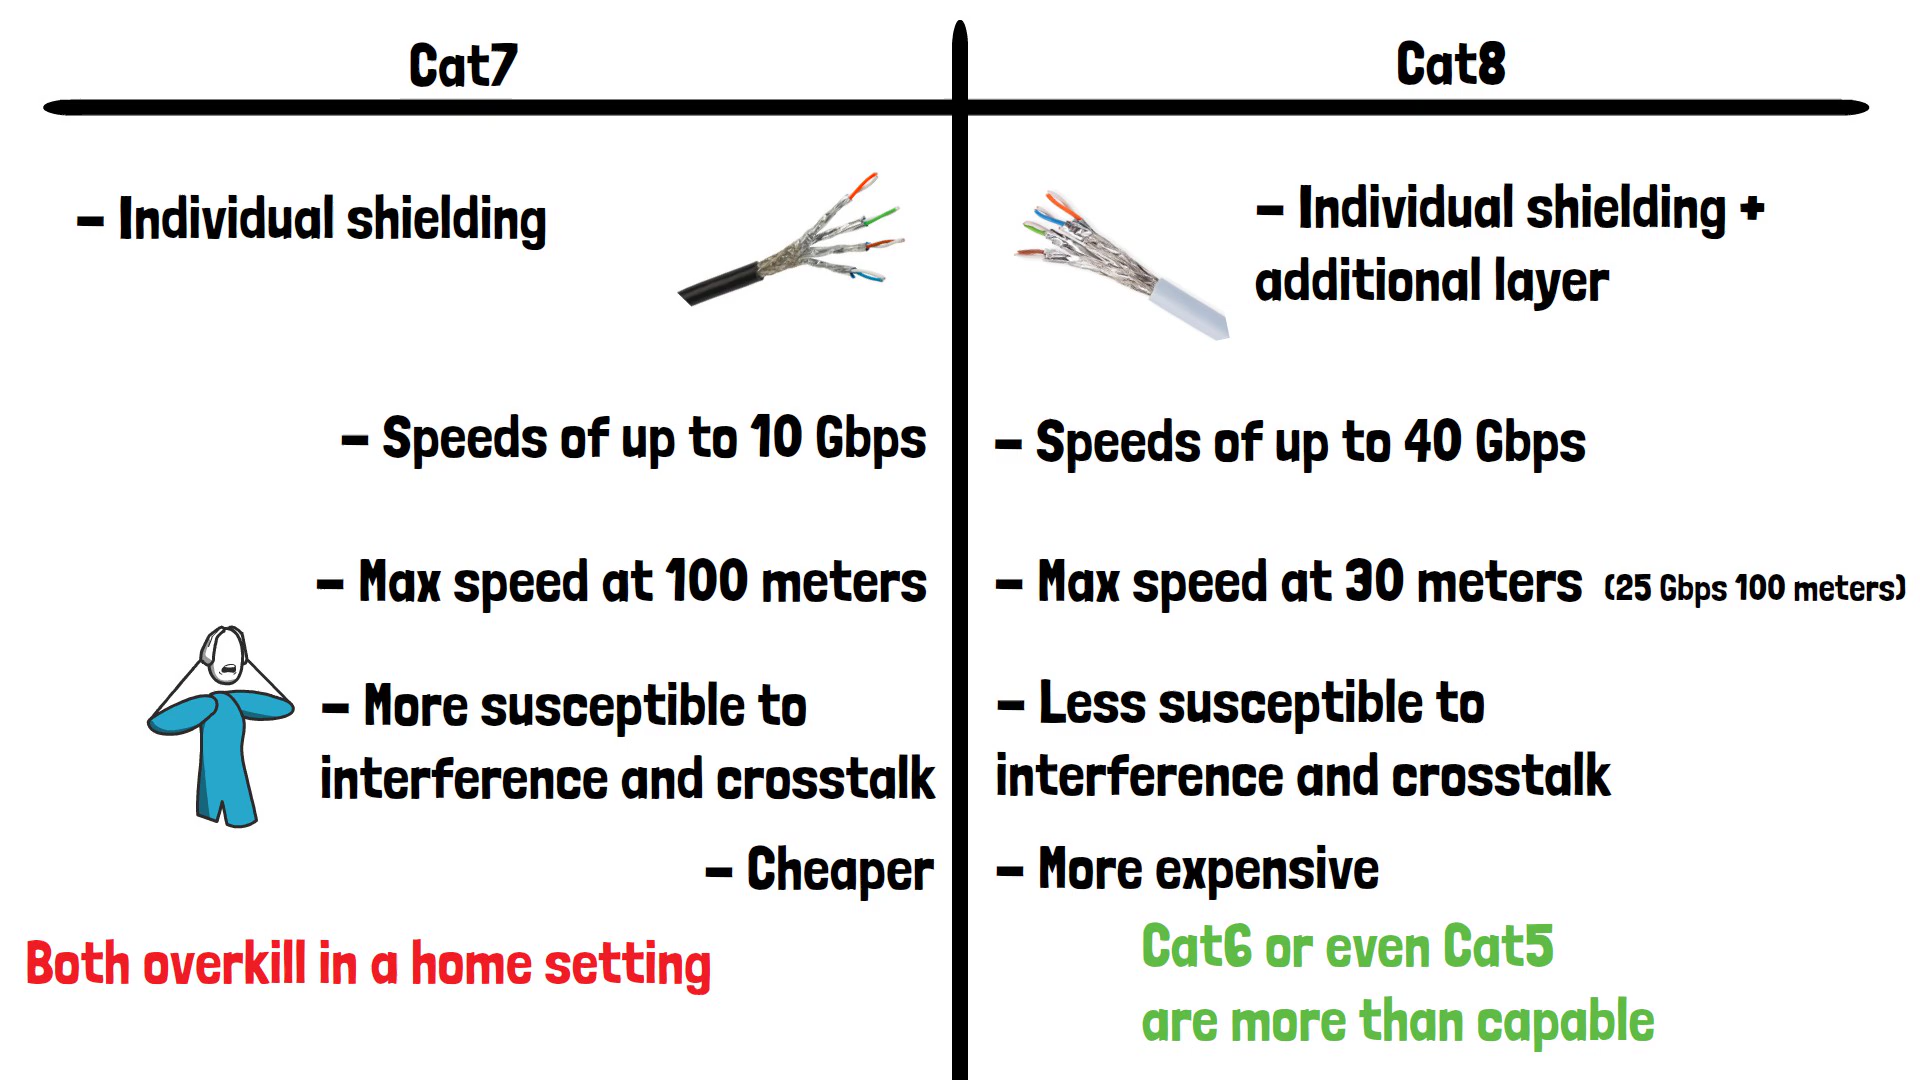 Cat7
– Individual shielding
– Speeds of up to 10 Gbps
– Max speed at 100 meters
– More susceptible to
interference and crosstalk
– Cheaper
Both overkill in a home setting
Cat8
– Individual shielding +
additional layer
– Speeds of up to 40 Gbps
– Max speed at 30 meters (25 Gbps 100 meters)
– Less susceptible to
interference and crosstalk
– More expensive
Cat6 or even Cat5
are more than capable